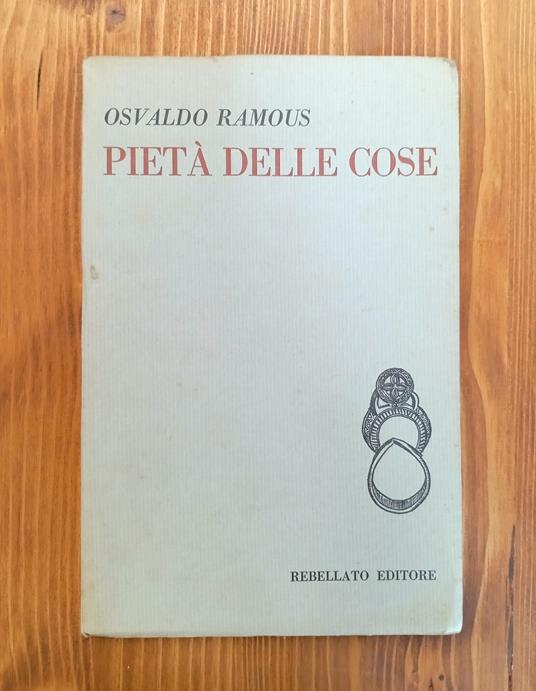 OSVALDO RAMOUS
PIETÀ DELLE COSE
REBELLATO EDITORE